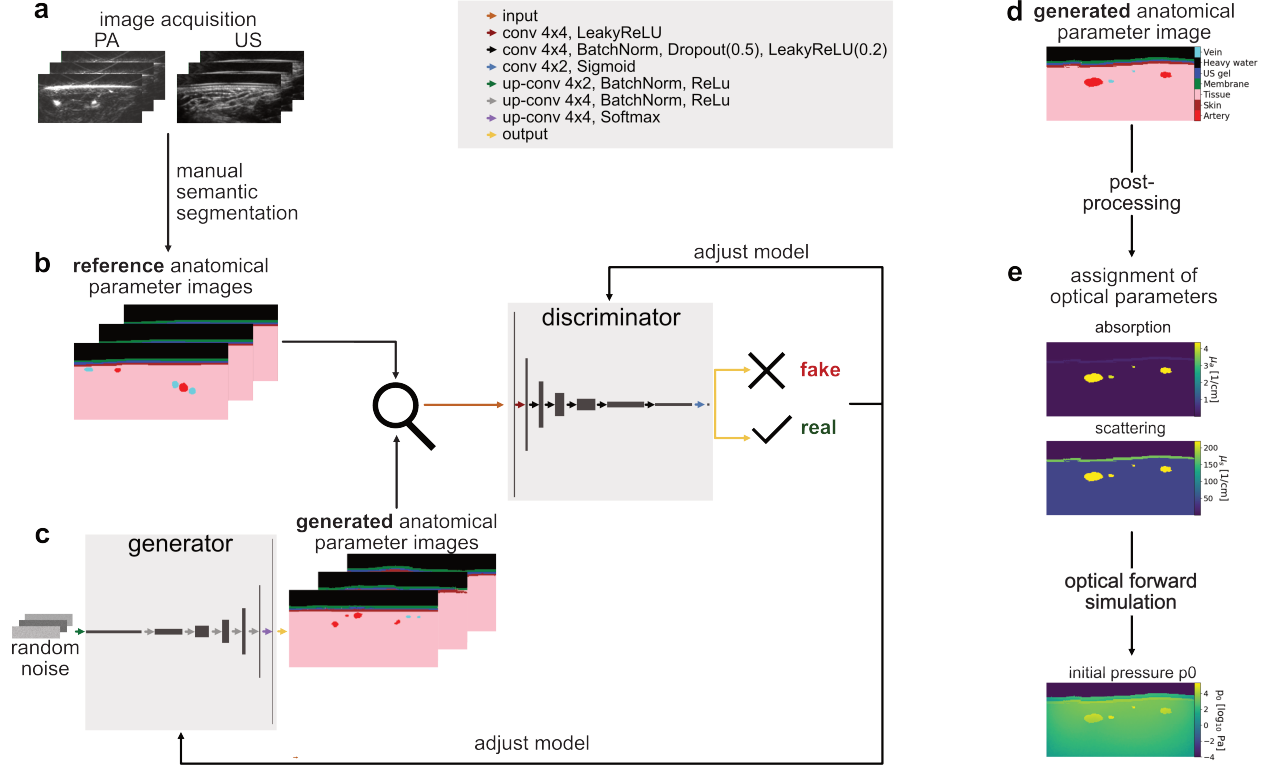 a
image acquisition
PA
US
manual
semantic
segmentation
input
conv 4x4, LeakyReLU
conv 4x4, BatchNorm, Dropout(0.5), LeakyReLU(0.2)
conv 4x2, Sigmoid
up-conv 4x2, BatchNorm, ReLu
up-conv 4x4, BatchNorm, ReLu
up-conv 4x4, Softmax
output
b
reference anatomical
parameter images
adjust model
discriminator
fake
real
c
generator
random
noise
generated anatomical
parameter images
adjust model
d
generated anatomical
parameter image
Vein
Heavy water
US gel
Membrane
Tissue
Skin
Artery
post-
processing
e
assignment of
optical parameters
absorption
4
3
2
1
μa [1/cm]
scattering
200
150
100
50
μs [1/cm]
optical forward
simulation
initial pressure p0
4
2
0
−2
−4
p0 [log10 Pa]